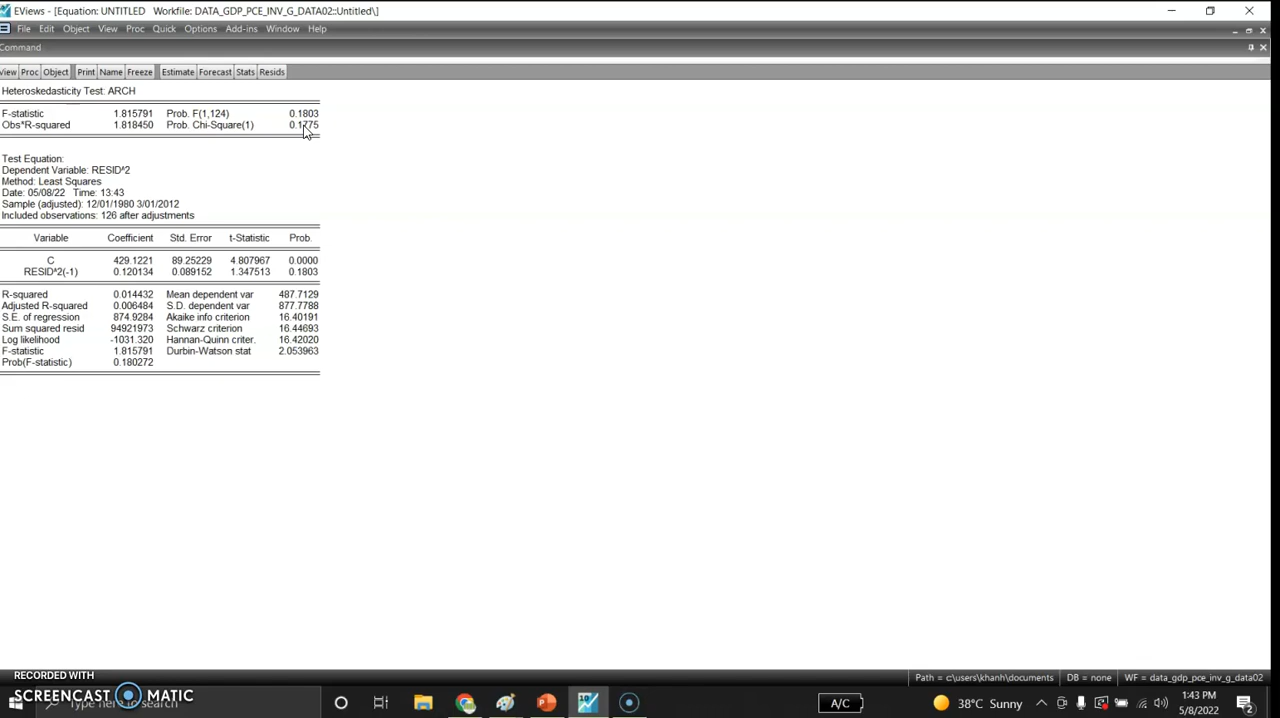 EViews - [Equation: UNTITLED   Workfile: DATA_GDP_PCE_INV_G_DATA02::Untitled\]
File Edit Object View Proc Quick Options Add-ins Window Help
Command
View Proc Object Print Name Freeze Estimate Forecast Stats Resids
Heteroskedasticity Test: ARCH
F-statistic 1.815791 Prob. F(1,124) 0.1803
Obs*R-squared 1.818450 Prob. Chi-Square(1) 0.1775
Test Equation:
Dependent Variable: RESID^2
Method: Least Squares
Date: 05/08/22 Time: 13:43
Sample (adjusted): 12/01/1980 3/01/2012
Included observations: 126 after adjustments
Variable Coefficient Std. Error t-Statistic Prob.
C 429.1221 89.25229 4.807967 0.0000
RESID^2(-1) 0.120134 0.089152 1.347513 0.1803
R-squared 0.014432 Mean dependent var 487.7129
Adjusted R-squared 0.006484 S.D. dependent var 877.7788
S.E. of regression 874.9284 Akaike info criterion 16.40191
Sum squared resid 94921973 Schwarz criterion 16.44693
Log likelihood -1031.320 Hannan-Quinn criter. 16.42020
F-statistic 1.815791 Durbin-Watson stat 2.053963
Prob(F-statistic) 0.180272
Path = c:\users\khanh\documents DB = none WF = data_gdp_pce_inv_g_data02
RECORDED WITH
SCREENCAST MATIC
Type here to search
10
A/C
38°C Sunny
1:43 PM
5/8/2022
2